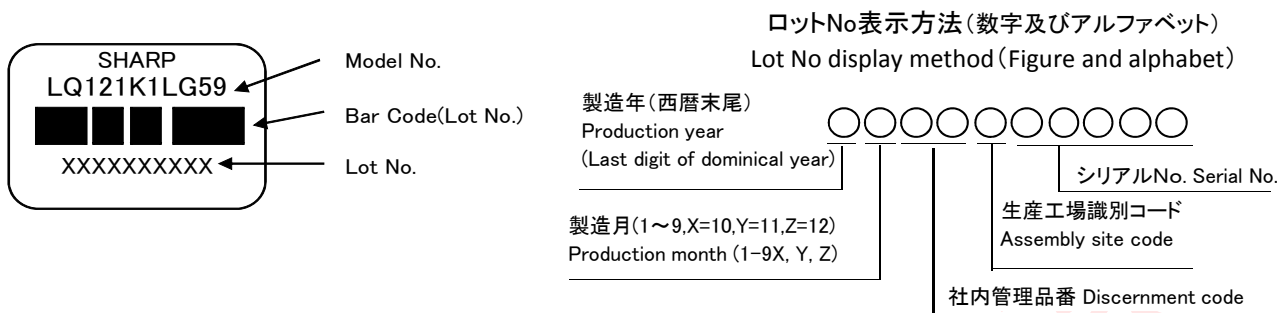 SHARP
LQ121K1LG59
XXXXXXXXXX
Model No.
Bar Code(Lot No.)
Lot No.
ロットNo表示方法(数字及びアルファベット)
Lot No display method(Figure and alphabet)
製造年(西暦末尾)
Production year
(Last digit of dominical year)
シリアルNo. Serial No.
製造月(1～9,X=10,Y=11,Z=12)
Production month (1-9X, Y, Z)
生産工場識別コード
Assembly site code
社内管理品番 Discernment code